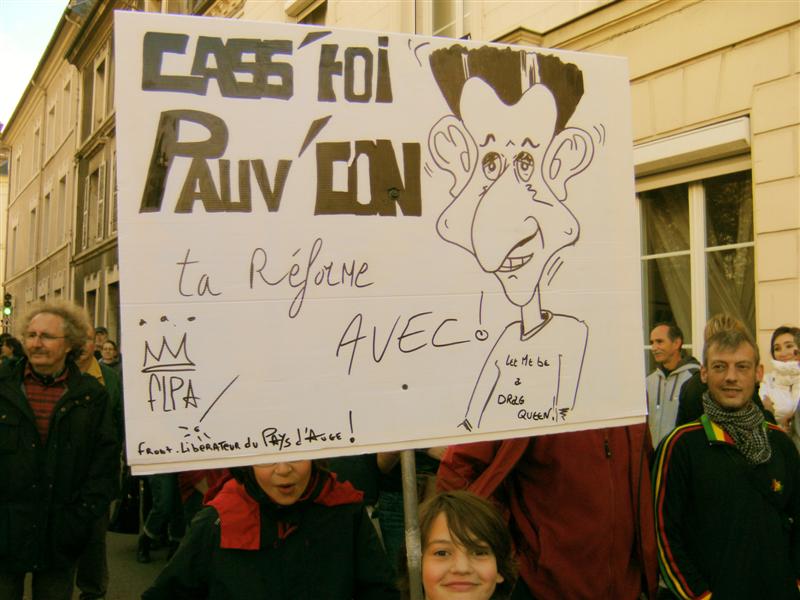 CASS'TOI
PAUV'CON
ta Réforme
AVEC!
FLPA
FRONT-LIBÉRATEUR DU PAYS d'AUGE!
Let Me be
a
DRAG
QUEEN!